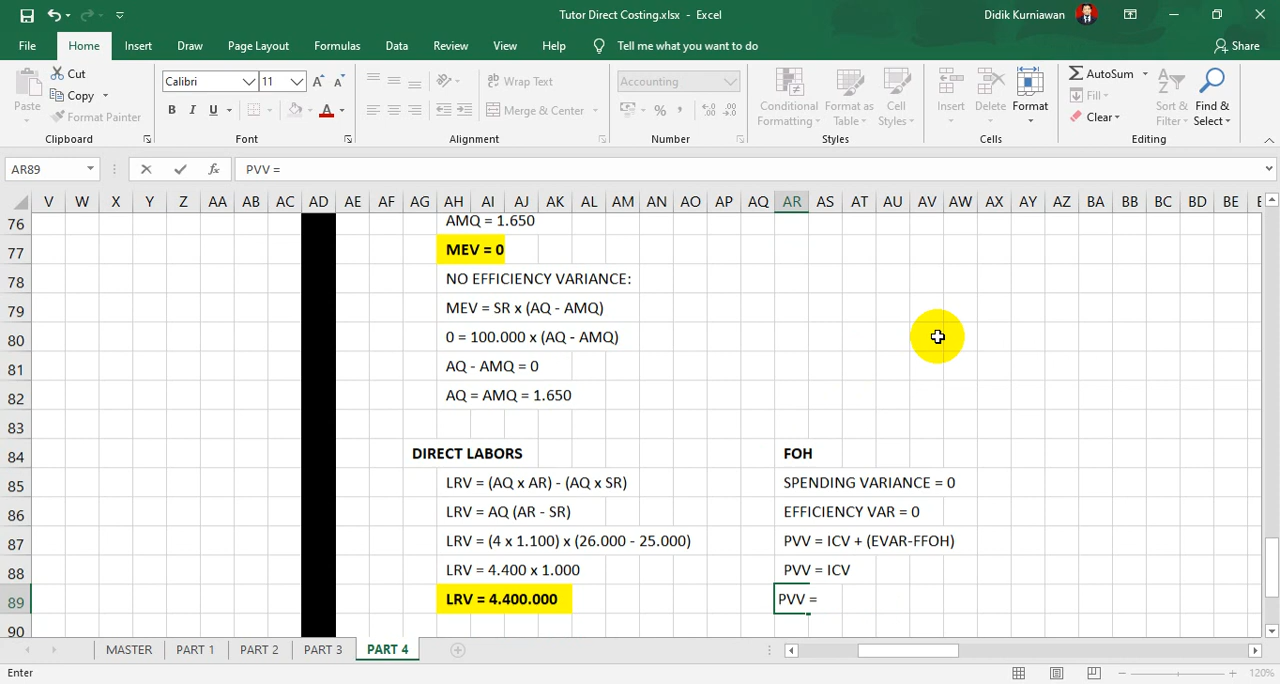 Tutor Direct Costing.xlsx - Excel
Didik Kurniawan
File Home Insert Draw Page Layout Formulas Data Review View Help Tell me what you want to do Share
Paste Cut Copy Format Painter Clipboard
Calibri 11 B I U A Font
Wrap Text Merge & Center Alignment
Accounting % , Number
Conditional Formatting Format as Table Cell Styles Styles
Insert Delete Format Cells
AutoSum Fill Clear Sort & Filter Find & Select Editing
AR89 fx PVV =
V W X Y Z AA AB AC AD AE AF AG AH AI AJ AK AL AM AN AO AP AQ AR AS AT AU AV AW AX AY AZ BA BB BC BD BE
76 AMQ = 1.650
77 MEV = 0
78 NO EFFICIENCY VARIANCE:
79 MEV = SR x (AQ - AMQ)
80 0 = 100.000 x (AQ - AMQ)
81 AQ - AMQ = 0
82 AQ = AMQ = 1.650
83
84 DIRECT LABORS FOH
85 LRV = (AQ x AR) - (AQ x SR) SPENDING VARIANCE = 0
86 LRV = AQ (AR - SR) EFFICIENCY VAR = 0
87 LRV = (4 x 1.100) x (26.000 - 25.000) PVV = ICV + (EVAR-FFOH)
88 LRV = 4.400 x 1.000 PVV = ICV
89 LRV = 4.400.000 PVV =
90
MASTER PART 1 PART 2 PART 3 PART 4
Enter 120%